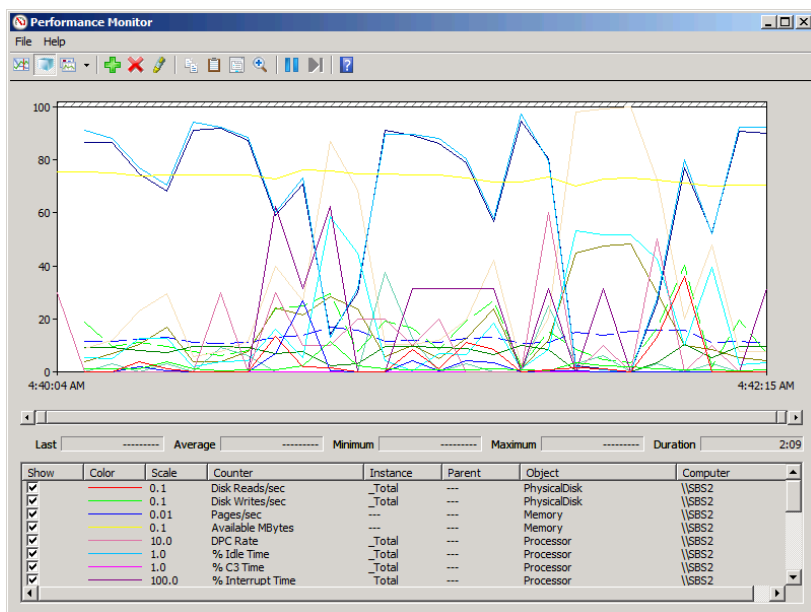 Performance Monitor
File Help
100
80
60
40
20
0
4:40:04 AM 4:42:15 AM
Last --------- Average --------- Minimum --------- Maximum --------- Duration 2:09
Show Color Scale Counter Instance Parent Object Computer
0.1 Disk Reads/sec _Total --- PhysicalDisk \\SBS2
0.1 Disk Writes/sec _Total --- PhysicalDisk \\SBS2
0.01 Pages/sec --- --- Memory \\SBS2
0.1 Available MBytes --- --- Memory \\SBS2
10.0 DPC Rate _Total --- Processor \\SBS2
1.0 % Idle Time _Total --- Processor \\SBS2
1.0 % C3 Time _Total --- Processor \\SBS2
100.0 % Interrupt Time _Total --- Processor \\SBS2